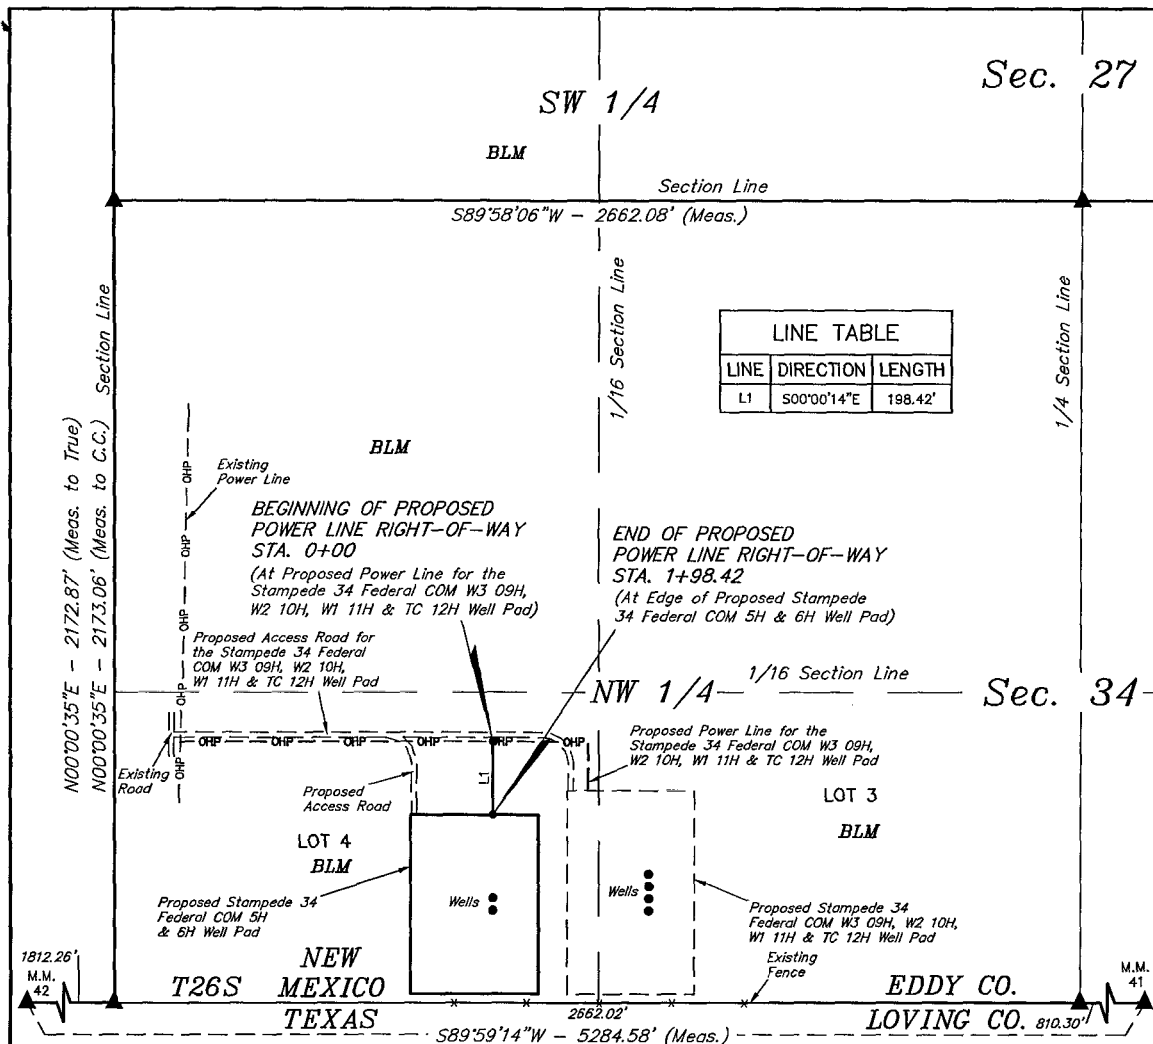 Sec. 27
SW 1/4
BLM
Section Line
S89°58'06"W - 2662.08' (Meas.)
Section Line
N00°00'35"E - 2172.87' (Meas. to True)
N00°00'35"E - 2173.06' (Meas. to C.C.)
1/16 Section Line
1/4 Section Line
LINE TABLE
LINE DIRECTION LENGTH
L1 S00°00'14"E 198.42'
BLM
OHP
Existing
Power Line
OHP
OHP
OHP
OHP
BEGINNING OF PROPOSED
POWER LINE RIGHT-OF-WAY
STA. 0+00
(At Proposed Power Line for the
Stampede 34 Federal COM W3 09H,
W2 10H, W1 11H & TC 12H Well Pad)
END OF PROPOSED
POWER LINE RIGHT-OF-WAY
STA. 1+98.42
(At Edge of Proposed Stampede
34 Federal COM 5H & 6H Well Pad)
Proposed Access Road for
the Stampede 34 Federal
COM W3 09H, W2 10H,
W1 11H & TC 12H Well Pad
1/16 Section Line
NW 1/4
Sec. 34
OHP OHP OHP OHP OHP OHP
Proposed Power Line for the
Stampede 34 Federal COM W3 09H,
W2 10H, W1 11H & TC 12H Well Pad
Existing
Road
Proposed
Access Road
L1
LOT 3
BLM
LOT 4
BLM
Wells
Wells
Proposed Stampede 34
Federal COM 5H
& 6H Well Pad
Proposed Stampede 34
Federal COM W3 09H, W2 10H,
W1 11H & TC 12H Well Pad
Existing
Fence
1812.26'
M.M.
42
M.M.
41
NEW
T26S MEXICO
EDDY CO.
TEXAS
2662.02'
LOVING CO.
810.30'
S89°59'14"W - 5284.58' (Meas.)